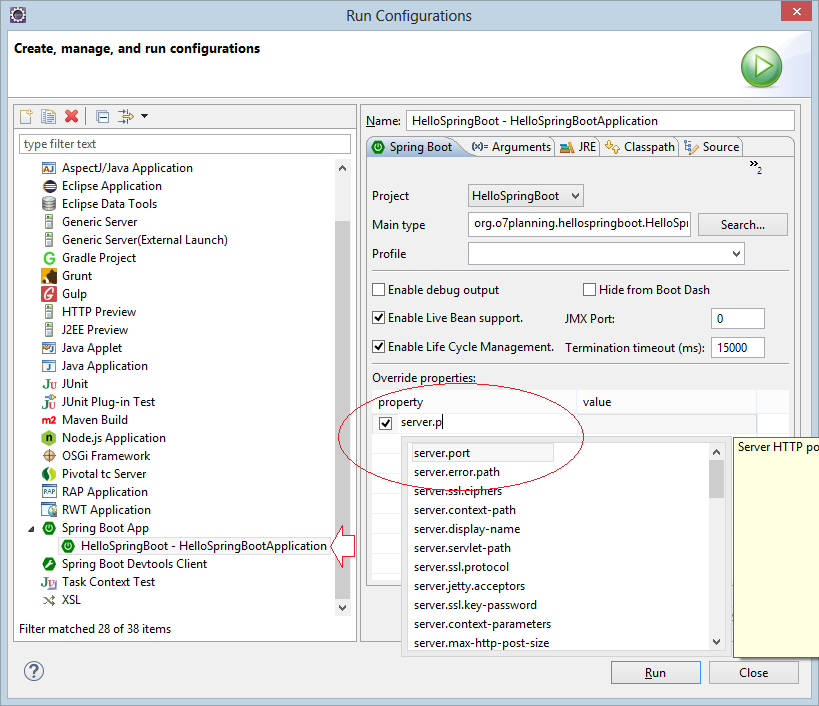 Run Configurations
Create, manage, and run configurations
type filter text
AspectJ/Java Application
Eclipse Application
Eclipse Data Tools
Generic Server
Generic Server(External Launch)
Gradle Project
Grunt
Gulp
HTTP Preview
J2EE Preview
Java Applet
Java Application
JUnit
JUnit Plug-in Test
Maven Build
Node.js Application
OSGi Framework
Pivotal tc Server
RAP Application
RWT Application
Spring Boot App
HelloSpringBoot - HelloSpringBootApplication
Spring Boot Devtools Client
Task Context Test
XSL
Filter matched 28 of 38 items
Name: HelloSpringBoot - HelloSpringBootApplication
Spring Boot (x)= Arguments JRE Classpath Source
»2
Project HelloSpringBoot
Main type org.o7planning.hellospringboot.HelloSpr Search...
Profile
Enable debug output Hide from Boot Dash
Enable Live Bean support. JMX Port: 0
Enable Life Cycle Management. Termination timeout (ms): 15000
Override properties:
property value
server.p
server.port
server.error.path
server.ssl.ciphers
server.context-path
server.display-name
server.servlet-path
server.ssl.protocol
server.jetty.acceptors
server.ssl.key-password
server.context-parameters
server.max-http-post-size
Server HTTP po
Run Close